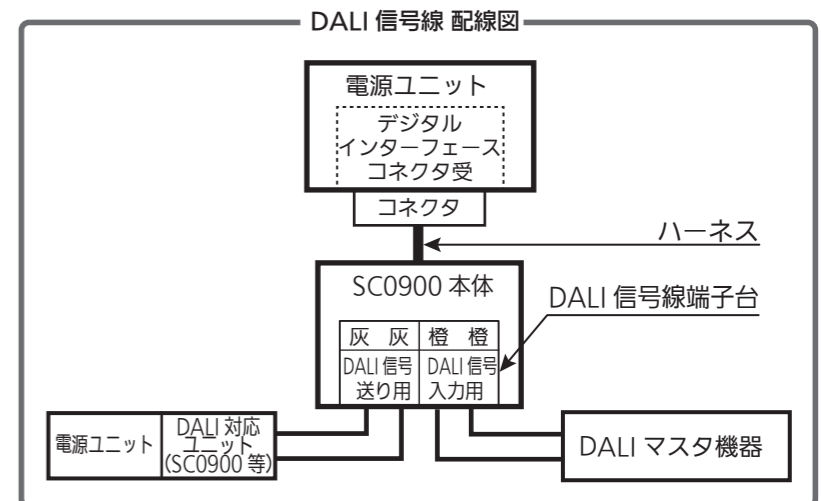 DALI 信号線 配線図
電源ユニット
デジタル
インターフェース
コネクタ受
コネクタ
ハーネス
SC0900 本体
DALI 信号線端子台
灰 灰 橙 橙
DALI 信号 DALI 信号
送り用 入力用
電源ユニット
DALI 対応
ユニット
(SC0900 等)
DALI マスタ機器